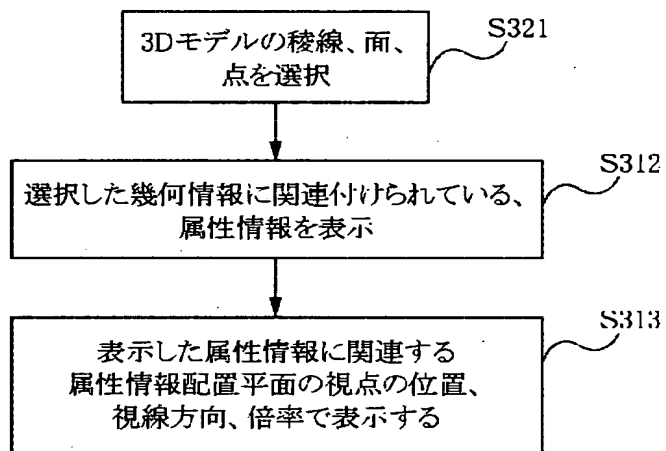 3Dモデルの稜線、面、
点を選択
S321
選択した幾何情報に関連付けられている、
属性情報を表示
S312
表示した属性情報に関連する
属性情報配置平面の視点の位置、
視線方向、倍率で表示する
S313